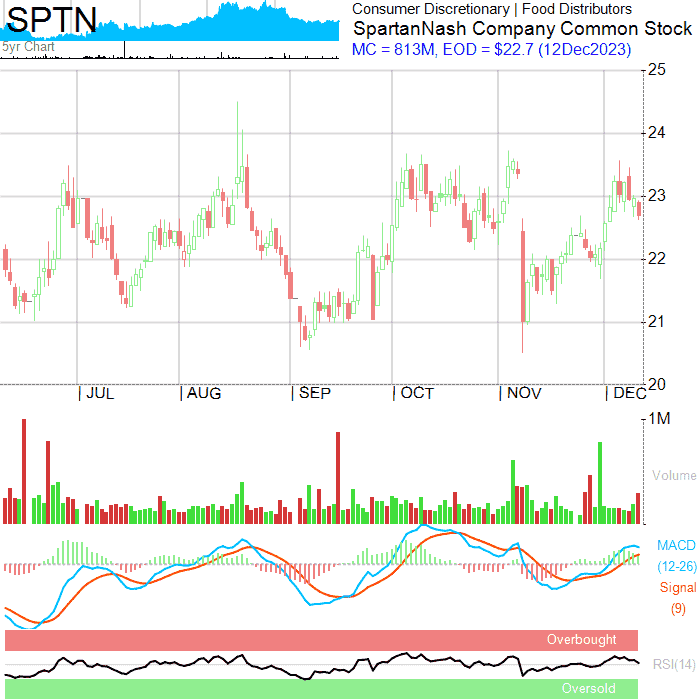 SPTN
5yr Chart
Consumer Discretionary | Food Distributors
SpartanNash Company Common Stock
MC = 813M, EOD = $22.7 (12Dec2023)
25
24
23
22
21
20
| JUL | AUG | SEP | OCT | NOV | DEC
1M
Volume
MACD
(12-26)
Signal
(9)
Overbought
RSI(14)
Oversold